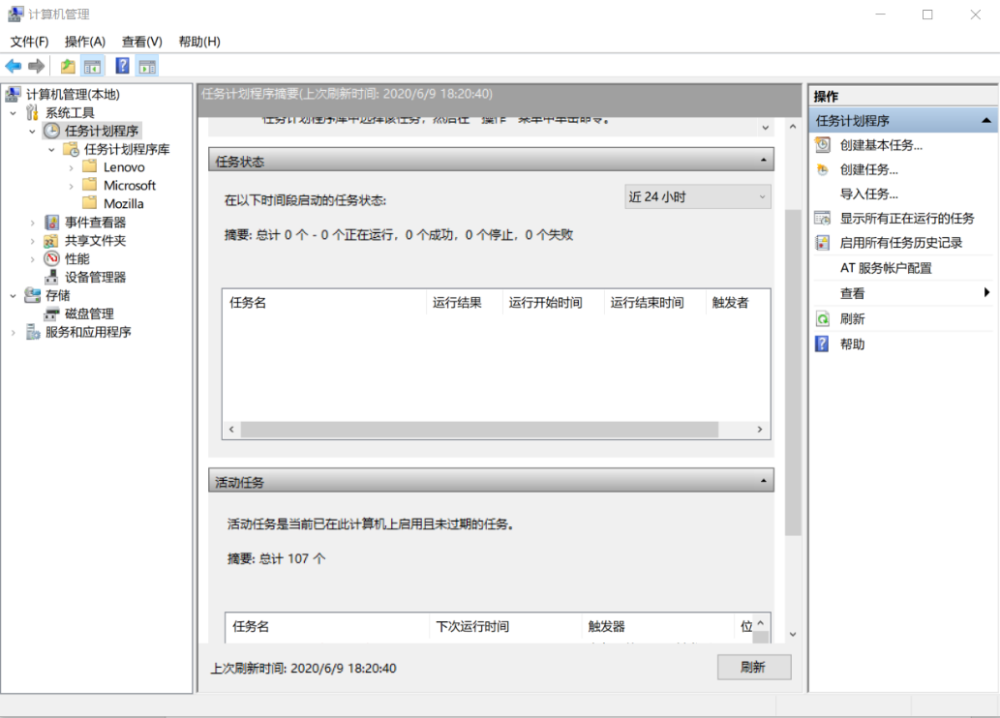 计算机管理
文件(F) 操作(A) 查看(V) 帮助(H)
计算机管理(本地)
系统工具
任务计划程序
任务计划程序库
Lenovo
Microsoft
Mozilla
事件查看器
共享文件夹
性能
设备管理器
存储
磁盘管理
服务和应用程序
任务计划程序摘要(上次刷新时间: 2020/6/9 18:20:40)
任务计划程序库中选择该任务，然后在“操作”菜单中单击命令。
任务状态
在以下时间段启动的任务状态:
近 24 小时
摘要: 总计 0 个 - 0 个正在运行，0 个成功，0 个停止，0 个失败
任务名 运行结果 运行开始时间 运行结束时间 触发者
活动任务
活动任务是当前已在此计算机上启用且未过期的任务。
摘要: 总计 107 个
任务名 下次运行时间 触发器 位
上次刷新时间: 2020/6/9 18:20:40
刷新
操作
任务计划程序
创建基本任务...
创建任务...
导入任务...
显示所有正在运行的任务
启用所有任务历史记录
AT 服务帐户配置
查看
刷新
帮助